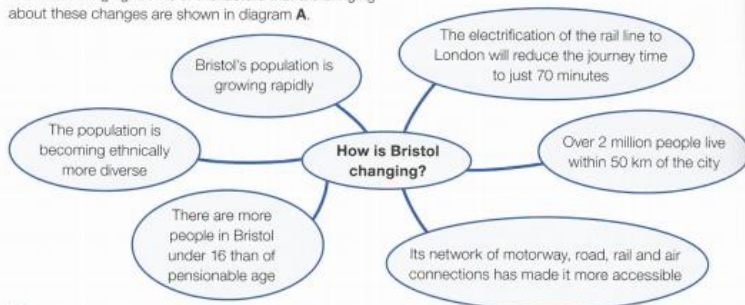 about these changes are shown in diagram A.
Bristol's population is
growing rapidly
The electrification of the rail line to
London will reduce the journey time
to just 70 minutes
The population is
becoming ethnically
more diverse
How is Bristol
changing?
Over 2 million people live
within 50 km of the city
There are more
people in Bristol
under 16 than of
pensionable age
Its network of motorway, road, rail and air
connections has made it more accessible